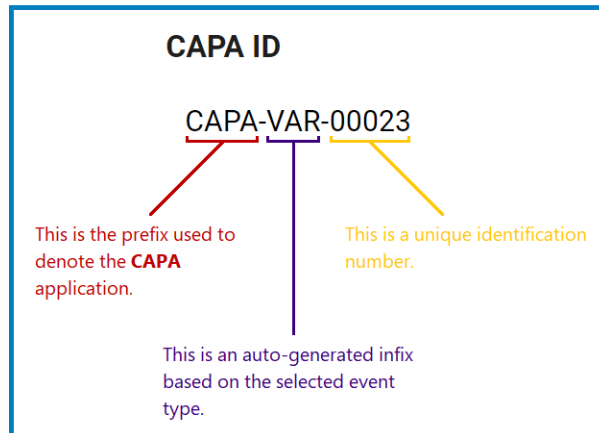 CAPA ID
CAPA-VAR-00023
This is the prefix used to
denote the CAPA
application.
This is a unique identification
number.
This is an auto-generated infix
based on the selected event
type.